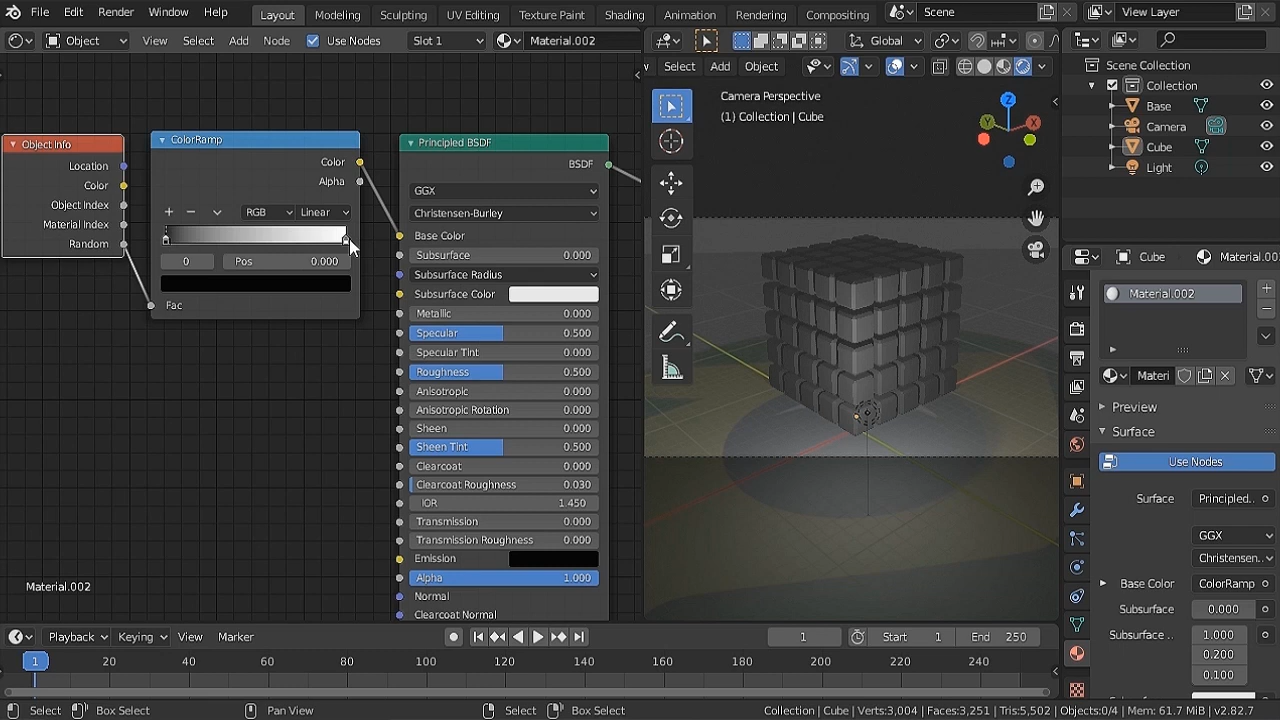 File Edit Render Window Help Layout Modeling Sculpting UV Editing Texture Paint Shading Animation Rendering Compositing Scene View Layer
Object View Select Add Node Use Nodes Slot 1 Material.002 Global
Select Add Object
Camera Perspective
(1) Collection | Cube
Z
Y
X
Scene Collection
Collection
Base
Camera
Cube
Light
Object Info
Location
Color
Object Index
Material Index
Random
ColorRamp
Color
Alpha
RGB Linear
0 Pos 0.000
Fac
Principled BSDF
BSDF
GGX
Christensen-Burley
Base Color
Subsurface 0.000
Subsurface Radius
Subsurface Color
Metallic 0.000
Specular 0.500
Specular Tint 0.000
Roughness 0.500
Anisotropic 0.000
Anisotropic Rotation 0.000
Sheen 0.000
Sheen Tint 0.500
Clearcoat 0.000
Clearcoat Roughness 0.030
IOR 1.450
Transmission 0.000
Transmission Roughness 0.000
Emission
Alpha 1.000
Normal
Clearcoat Normal
Material.002
Cube Material.00
Material.002
Materi
Preview
Surface
Use Nodes
Surface Principled..
GGX
Christensen..
Base Color ColorRamp
Subsurface 0.000
Subsurface .. 1.000
0.200
0.100
Playback Keying View Marker 1 Start 1 End 250
1 20 40 60 80 100 120 140 160 180 200 220 240
Select Box Select Pan View Select Box Select Collection | Cube | Verts:3,004 | Faces:3,251 | Tris:5,502 | Objects:0/4 | Mem: 61.7 MiB | v2.82.7